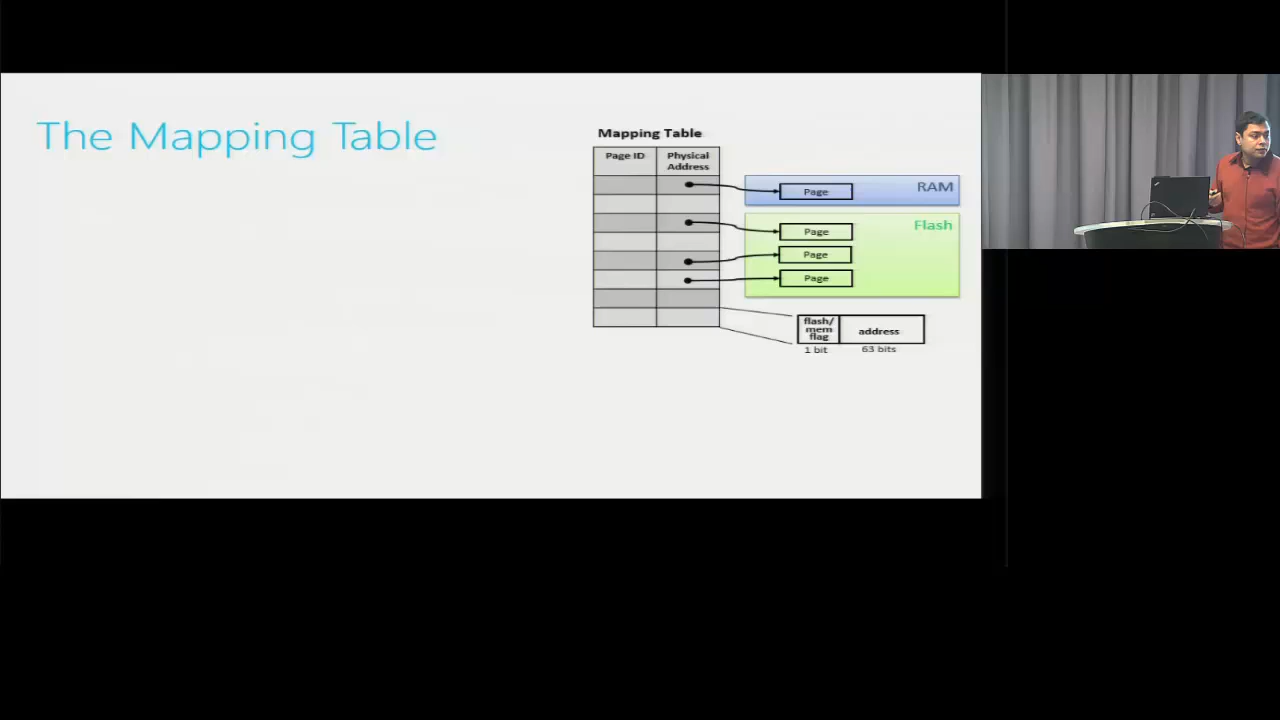 The Mapping Table
Mapping Table
Page ID
Physical
Address
RAM
Page
Flash
Page
Page
Page
flash/
mem
flag
address
1 bit
63 bits